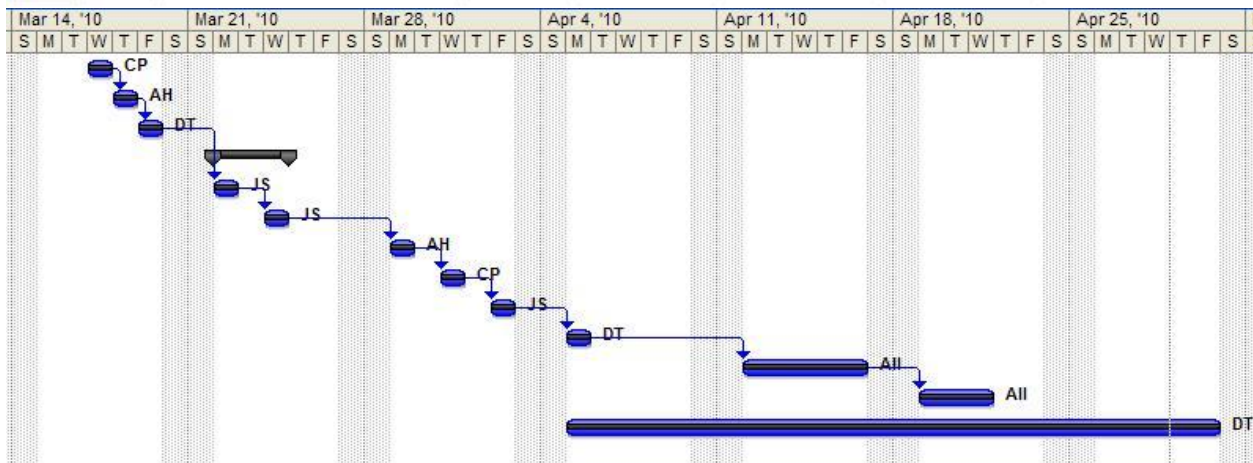 Mar 14, '10 Mar 21, '10 Mar 28, '10 Apr 4, '10 Apr 11, '10 Apr 18, '10 Apr 25, '10
S M T W T F S S M T W T F S S M T W T F S S M T W T F S S M T W T F S S M T W T F S S M T W T F S
CP
AH
DT
JS
JS
AH
CP
JS
DT
All
All
DT